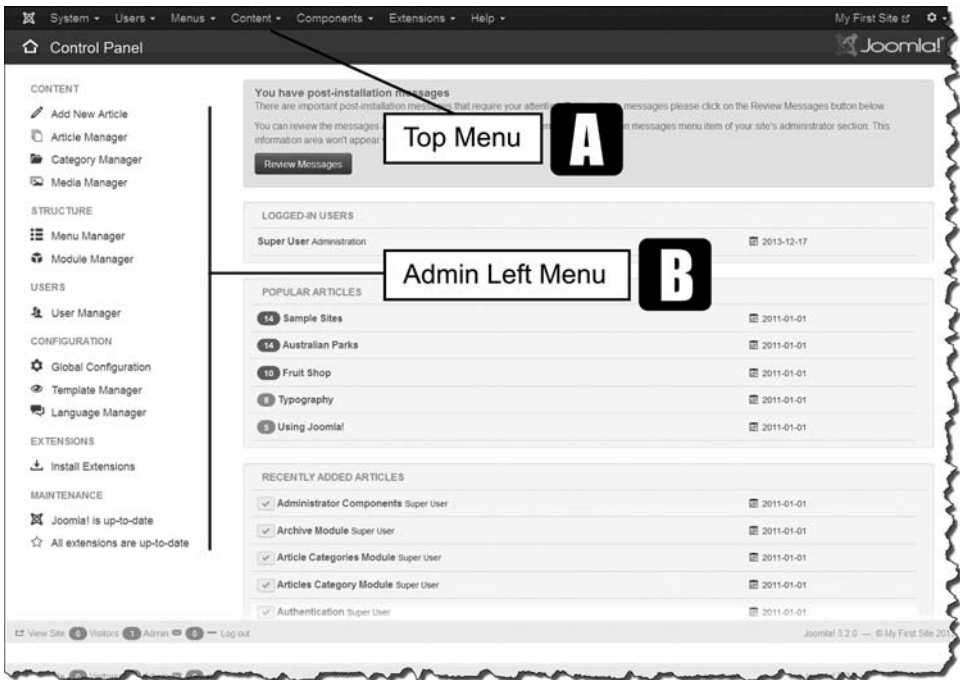 System Users Menus Content Components Extensions Help My First Site
Control Panel Joomla!
CONTENT
Add New Article
Article Manager
Category Manager
Media Manager
STRUCTURE
Menu Manager
Module Manager
USERS
User Manager
CONFIGURATION
Global Configuration
Template Manager
Language Manager
EXTENSIONS
Install Extensions
MAINTENANCE
Joomla! is up-to-date
All extensions are up-to-date
You have post-installation messages
There are important post-installation messages that require your messages please click on the Review Messages button below.
You can review the messages messages menu item of your site's administrator section. This
information area won't appear
Review Messages
Top Menu
A
LOGGED-IN USERS
Super User Administration 2013-12-17
Admin Left Menu
B
POPULAR ARTICLES
14 Sample Sites 2011-01-01
14 Australian Parks 2011-01-01
10 Fruit Shop 2011-01-01
8 Typography 2011-01-01
5 Using Joomla! 2011-01-01
RECENTLY ADDED ARTICLES
Administrator Components Super User 2011-01-01
Archive Module Super User 2011-01-01
Article Categories Module Super User 2011-01-01
Articles Category Module Super User 2011-01-01
Authentication Super User 2011-01-01
View Site 0 Visitors 1 Admin 0 Log out Joomla! 3.2.0 — © My First Site